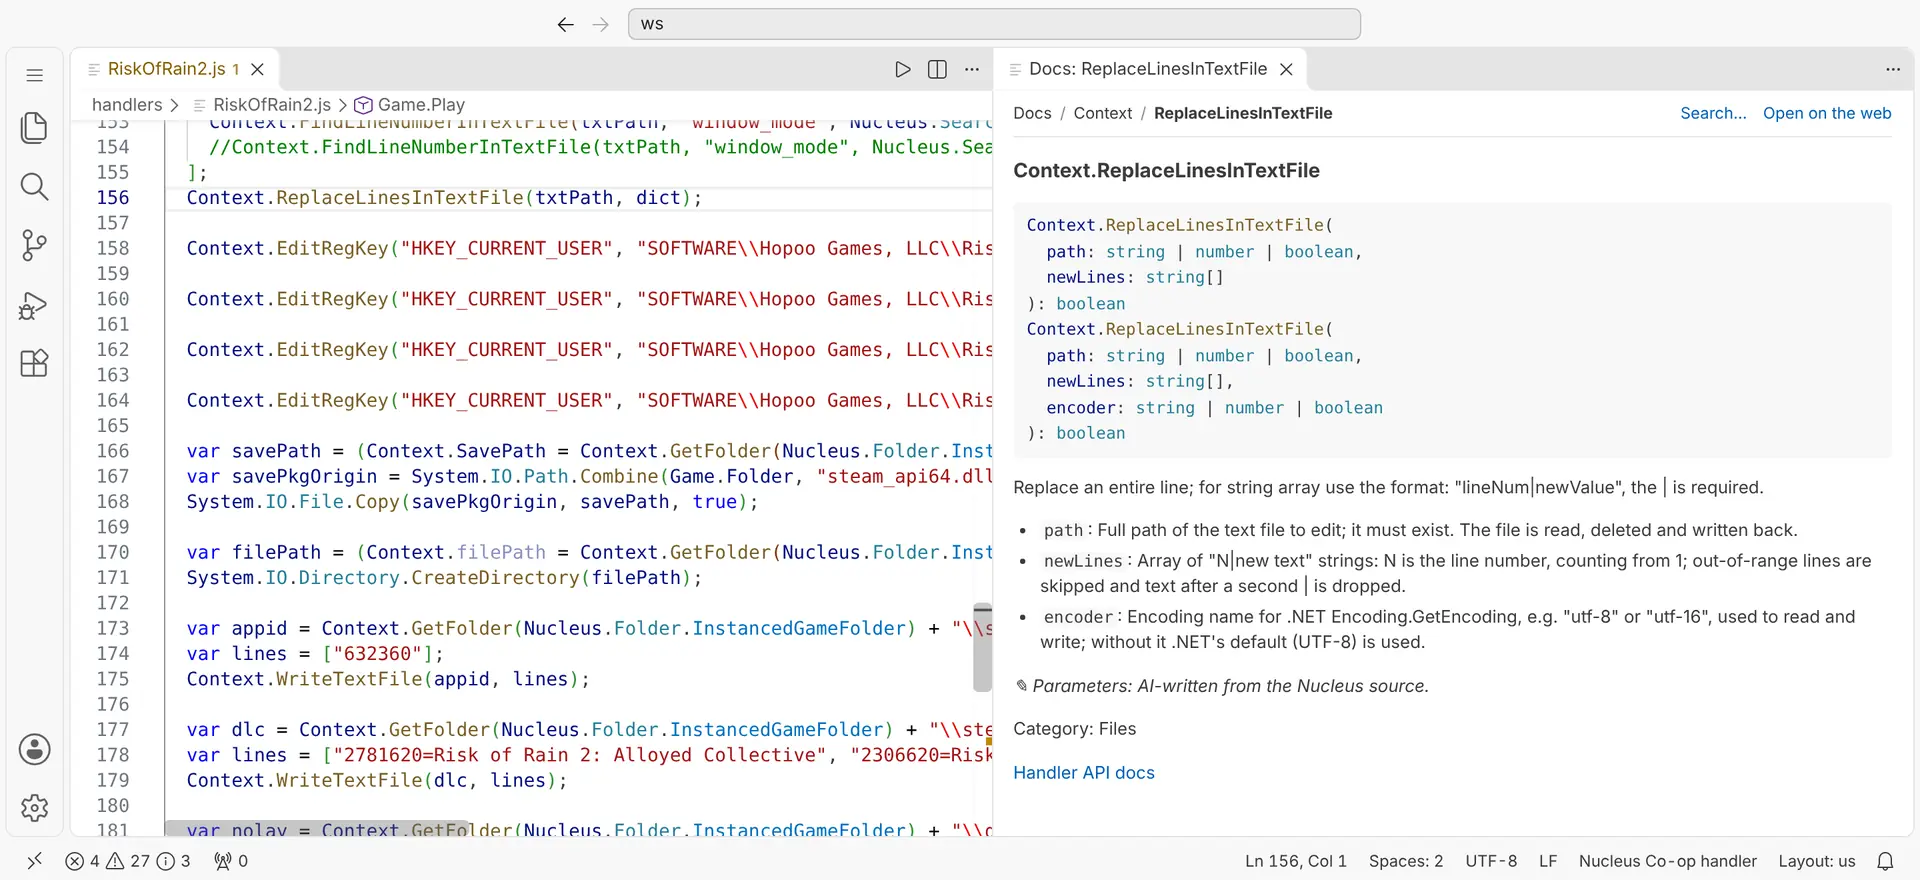 ws
RiskOfRain2.js 1
handlers > RiskOfRain2.js > Game.Play
153 Context.FindLineNumberInTextFile(txtPath, "window_mode", Nucleus.Searc
154 //Context.FindLineNumberInTextFile(txtPath, "window_mode", Nucleus.Sea
155 ];
156 Context.ReplaceLinesInTextFile(txtPath, dict);
157
158 Context.EditRegKey("HKEY_CURRENT_USER", "SOFTWARE\\Hopoo Games, LLC\\Ris
159
160 Context.EditRegKey("HKEY_CURRENT_USER", "SOFTWARE\\Hopoo Games, LLC\\Ris
161
162 Context.EditRegKey("HKEY_CURRENT_USER", "SOFTWARE\\Hopoo Games, LLC\\Ris
163
164 Context.EditRegKey("HKEY_CURRENT_USER", "SOFTWARE\\Hopoo Games, LLC\\Ris
165
166 var savePath = (Context.SavePath = Context.GetFolder(Nucleus.Folder.Inst
167 var savePkgOrigin = System.IO.Path.Combine(Game.Folder, "steam_api64.dll
168 System.IO.File.Copy(savePkgOrigin, savePath, true);
169
170 var filePath = (Context.filePath = Context.GetFolder(Nucleus.Folder.Inst
171 System.IO.Directory.CreateDirectory(filePath);
172
173 var appid = Context.GetFolder(Nucleus.Folder.InstancedGameFolder) + "\\s
174 var lines = ["632360"];
175 Context.WriteTextFile(appid, lines);
176
177 var dlc = Context.GetFolder(Nucleus.Folder.InstancedGameFolder) + "\\ste
178 var lines = ["2781620=Risk of Rain 2: Alloyed Collective", "2306620=Risk
179 Context.WriteTextFile(dlc, lines);
180
181 var nolav = Context.GetFolder(Nucleus.Folder.InstancedGameFolder) + "\\
Docs: ReplaceLinesInTextFile
Docs / Context / ReplaceLinesInTextFile
Search... Open on the web
Context.ReplaceLinesInTextFile
Context.ReplaceLinesInTextFile(
path: string | number | boolean,
newLines: string[]
): boolean
Context.ReplaceLinesInTextFile(
path: string | number | boolean,
newLines: string[],
encoder: string | number | boolean
): boolean
Replace an entire line; for string array use the format: "lineNum|newValue", the | is required.
• path : Full path of the text file to edit; it must exist. The file is read, deleted and written back.
• newLines : Array of "N|new text" strings: N is the line number, counting from 1; out-of-range lines are
skipped and text after a second | is dropped.
• encoder : Encoding name for .NET Encoding.GetEncoding, e.g. "utf-8" or "utf-16", used to read and
write; without it .NET's default (UTF-8) is used.
✎ Parameters: AI-written from the Nucleus source.
Category: Files
Handler API docs
4 27 3 0
Ln 156, Col 1 Spaces: 2 UTF-8 LF Nucleus Co-op handler Layout: us